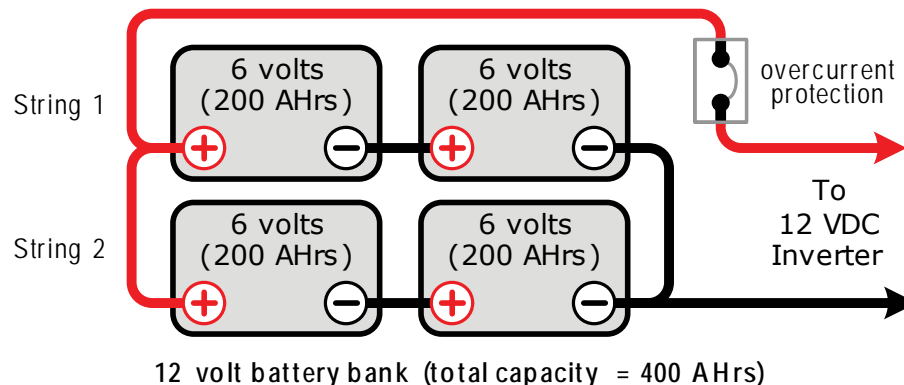 6 volts
(200 AHrs)
6 volts
(200 AHrs)
overcurrent
protection
String 1
+
−
+
−
To
12 VDC
Inverter
String 2
6 volts
(200 AHrs)
6 volts
(200 AHrs)
+
−
+
−
12 volt battery bank (total capacity = 400 AHrs)